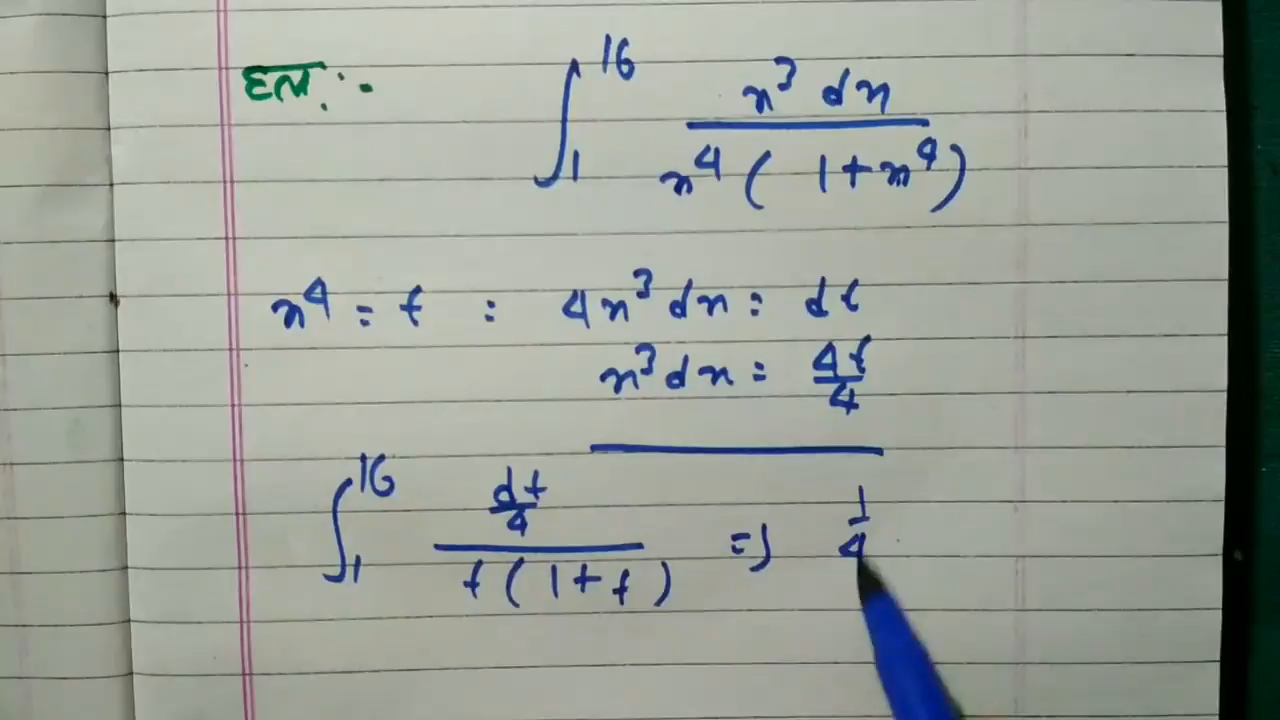 हल :- ∫₁¹⁶ x³ dx / x⁴ ( 1 + x⁴ )
x⁴ = t : 4x³ dx = dt
x³ dx = 4t/4
∫₁¹⁶ dt/4 / t ( 1 + t ) => 1/4